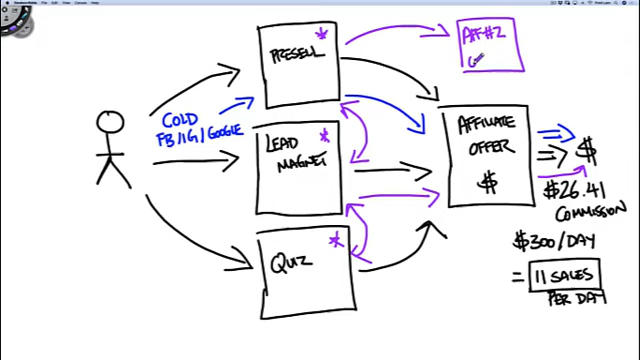 PRESELL
AFF#2
COLD
FB/IG/GOOGLE
LEAD
MAGNET
AFFILIATE
OFFER
$
$
$26.41
COMMISSION
QUIZ
$300/DAY
= 11 SALES
PER DAY